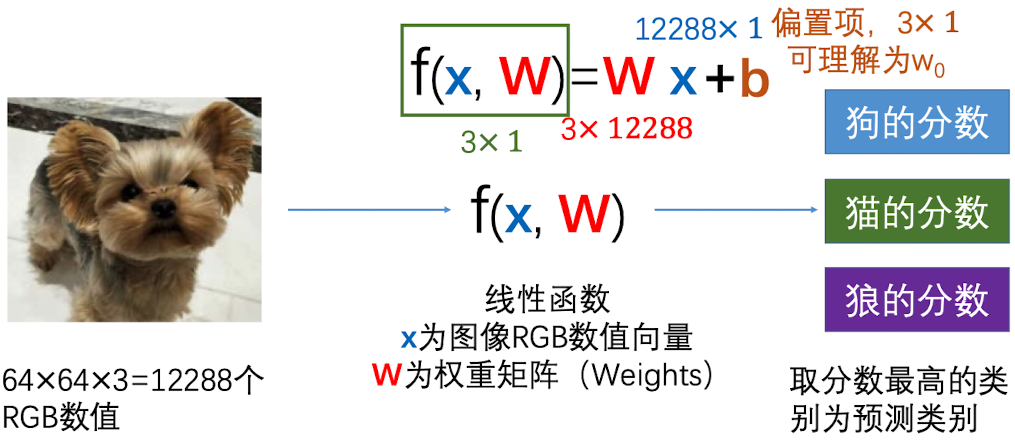 12288× 1
偏置项，3× 1
可理解为w₀
f(x, W)=W x+b
3× 1
3× 12288
f(x, W)
狗的分数
猫的分数
狼的分数
线性函数
x为图像RGB数值向量
W为权重矩阵（Weights）
64×64×3=12288个
RGB数值
取分数最高的类
别为预测类别